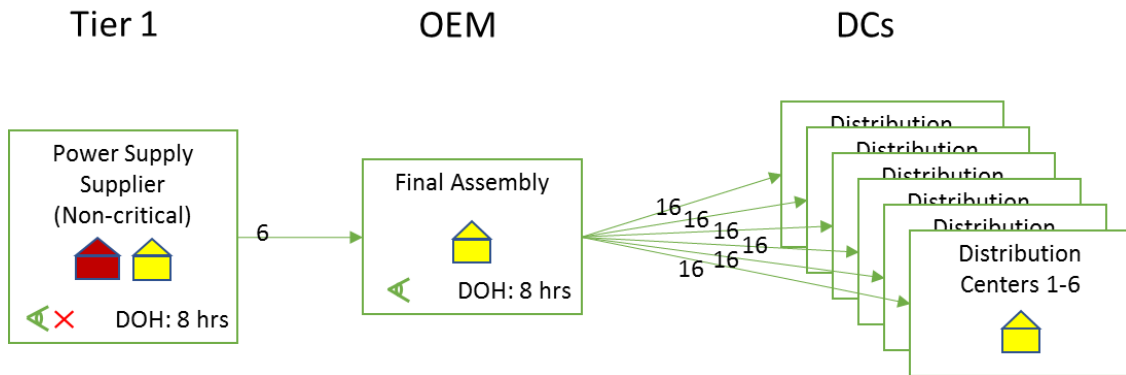 Tier 1
OEM
DCs
Power Supply
Supplier
(Non-critical)
DOH: 8 hrs
6
Final Assembly
DOH: 8 hrs
16
16
16
16
16
16
Distribution
Distribution
Distribution
Distribution
Distribution
Distribution
Centers 1-6